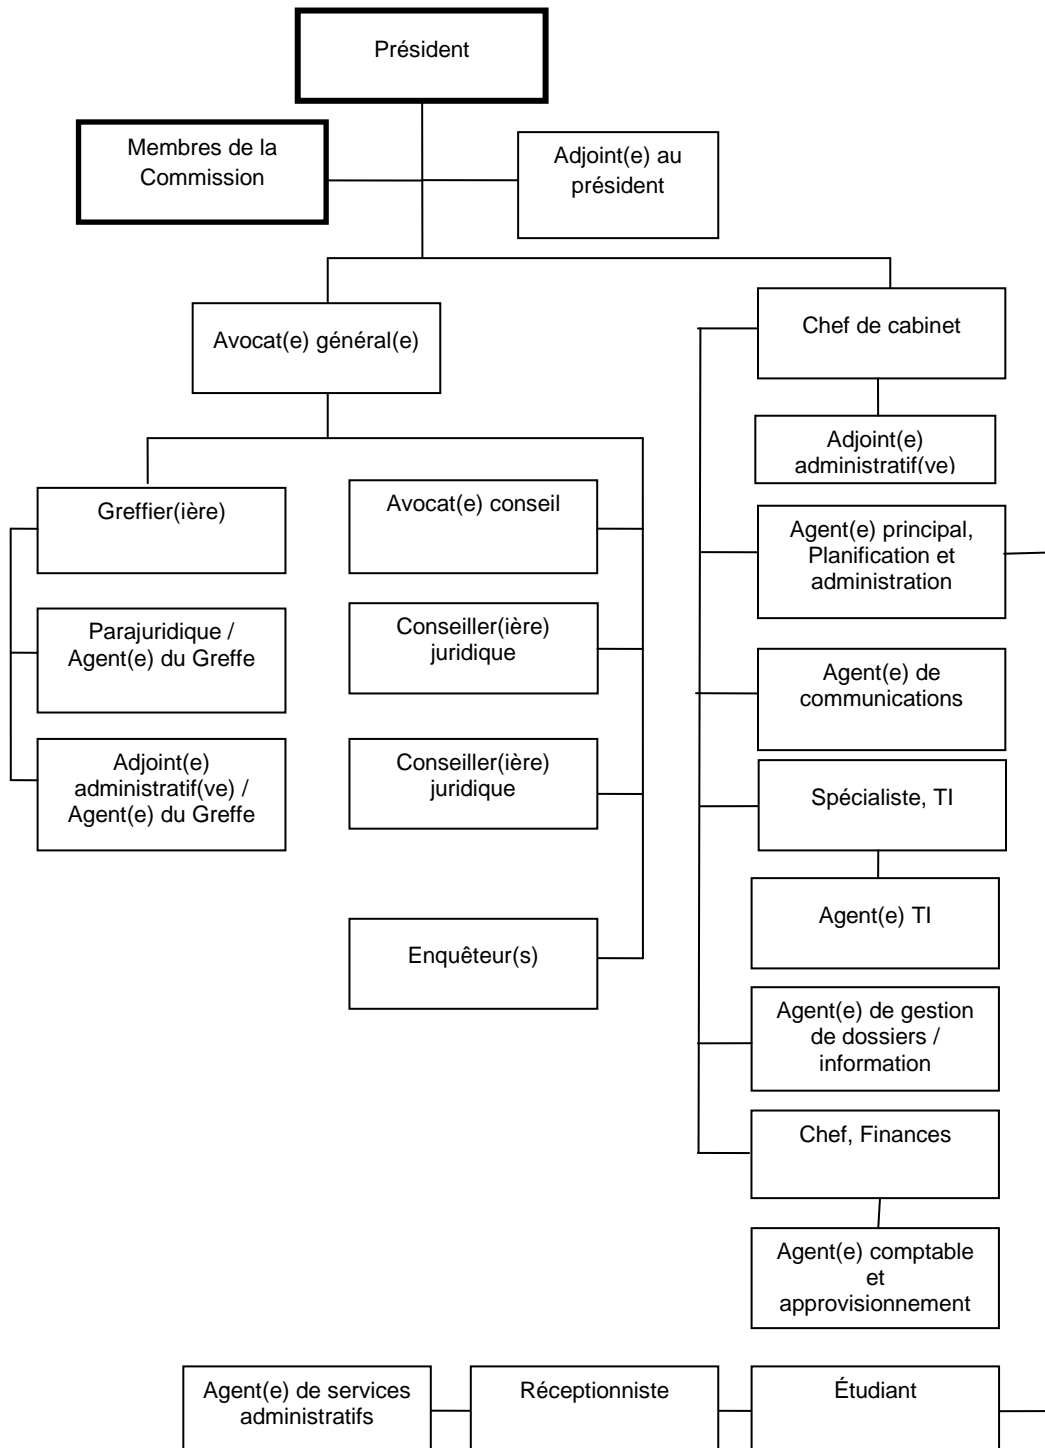 Président
Membres de la
Commission
Adjoint(e) au
président
Avocat(e) général(e)
Chef de cabinet
Adjoint(e)
administratif(ve)
Greffier(ière)
Avocat(e) conseil
Agent(e) principal,
Planification et
administration
Parajuridique /
Agent(e) du Greffe
Conseiller(ière)
juridique
Agent(e) de
communications
Adjoint(e)
administratif(ve) /
Agent(e) du Greffe
Conseiller(ière)
juridique
Spécialiste, TI
Agent(e) TI
Enquêteur(s)
Agent(e) de gestion
de dossiers /
information
Chef, Finances
Agent(e) comptable
et
approvisionnement
Agent(e) de services
administratifs
Réceptionniste
Étudiant